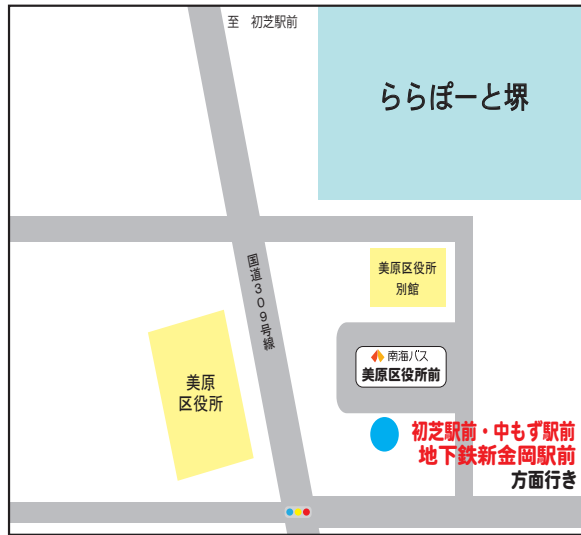 至　初芝駅前
ららぽーと堺
国道309号線
美原区役所
別館
南海バス
美原区役所前
美原
区役所
初芝駅前・中もず駅前
地下鉄新金岡駅前
方面行き